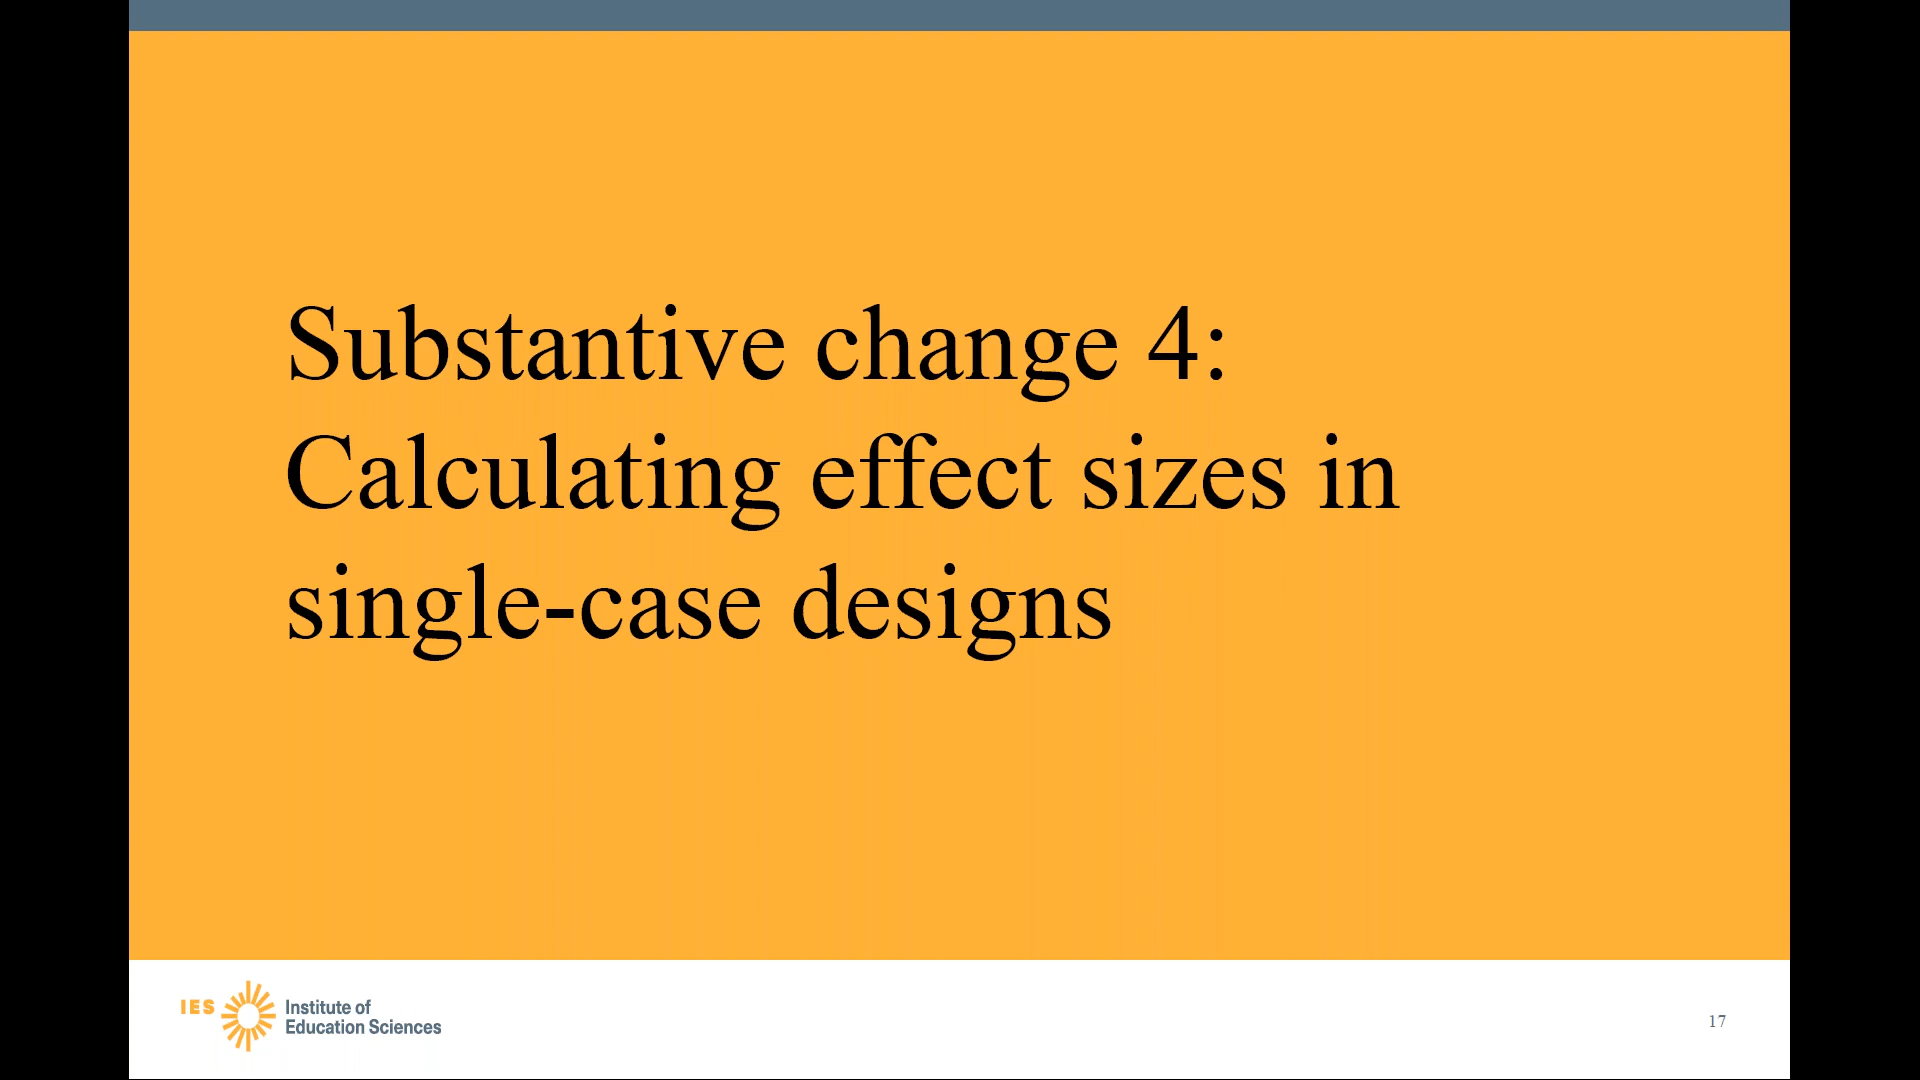 Substantive change 4:
Calculating effect sizes in
single-case designs
IES
Institute of
Education Sciences
17